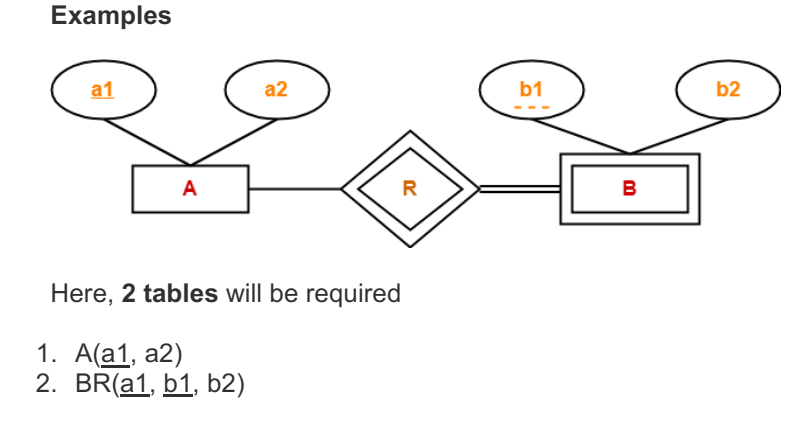 Examples
a1 a2 b1 b2
A R B
Here, 2 tables will be required
1. A(a1, a2)
2. BR(a1, b1, b2)